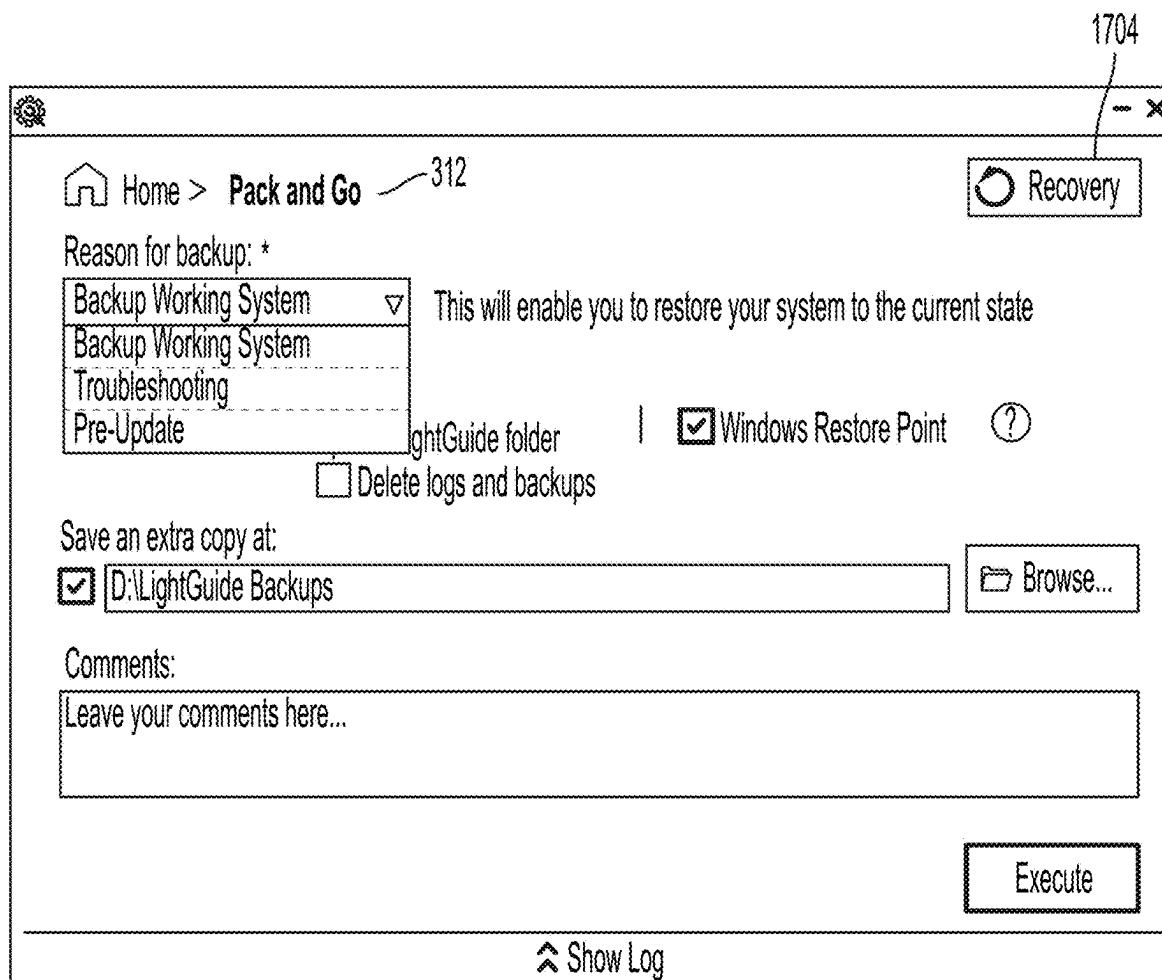 1704
Home > Pack and Go 312
Recovery
Reason for backup: *
Backup Working System This will enable you to restore your system to the current state
Backup Working System
Troubleshooting
Pre-Update
ghtGuide folder | Windows Restore Point ?
Delete logs and backups
Save an extra copy at:
D:\LightGuide Backups Browse...
Comments:
Leave your comments here...
Execute
Show Log